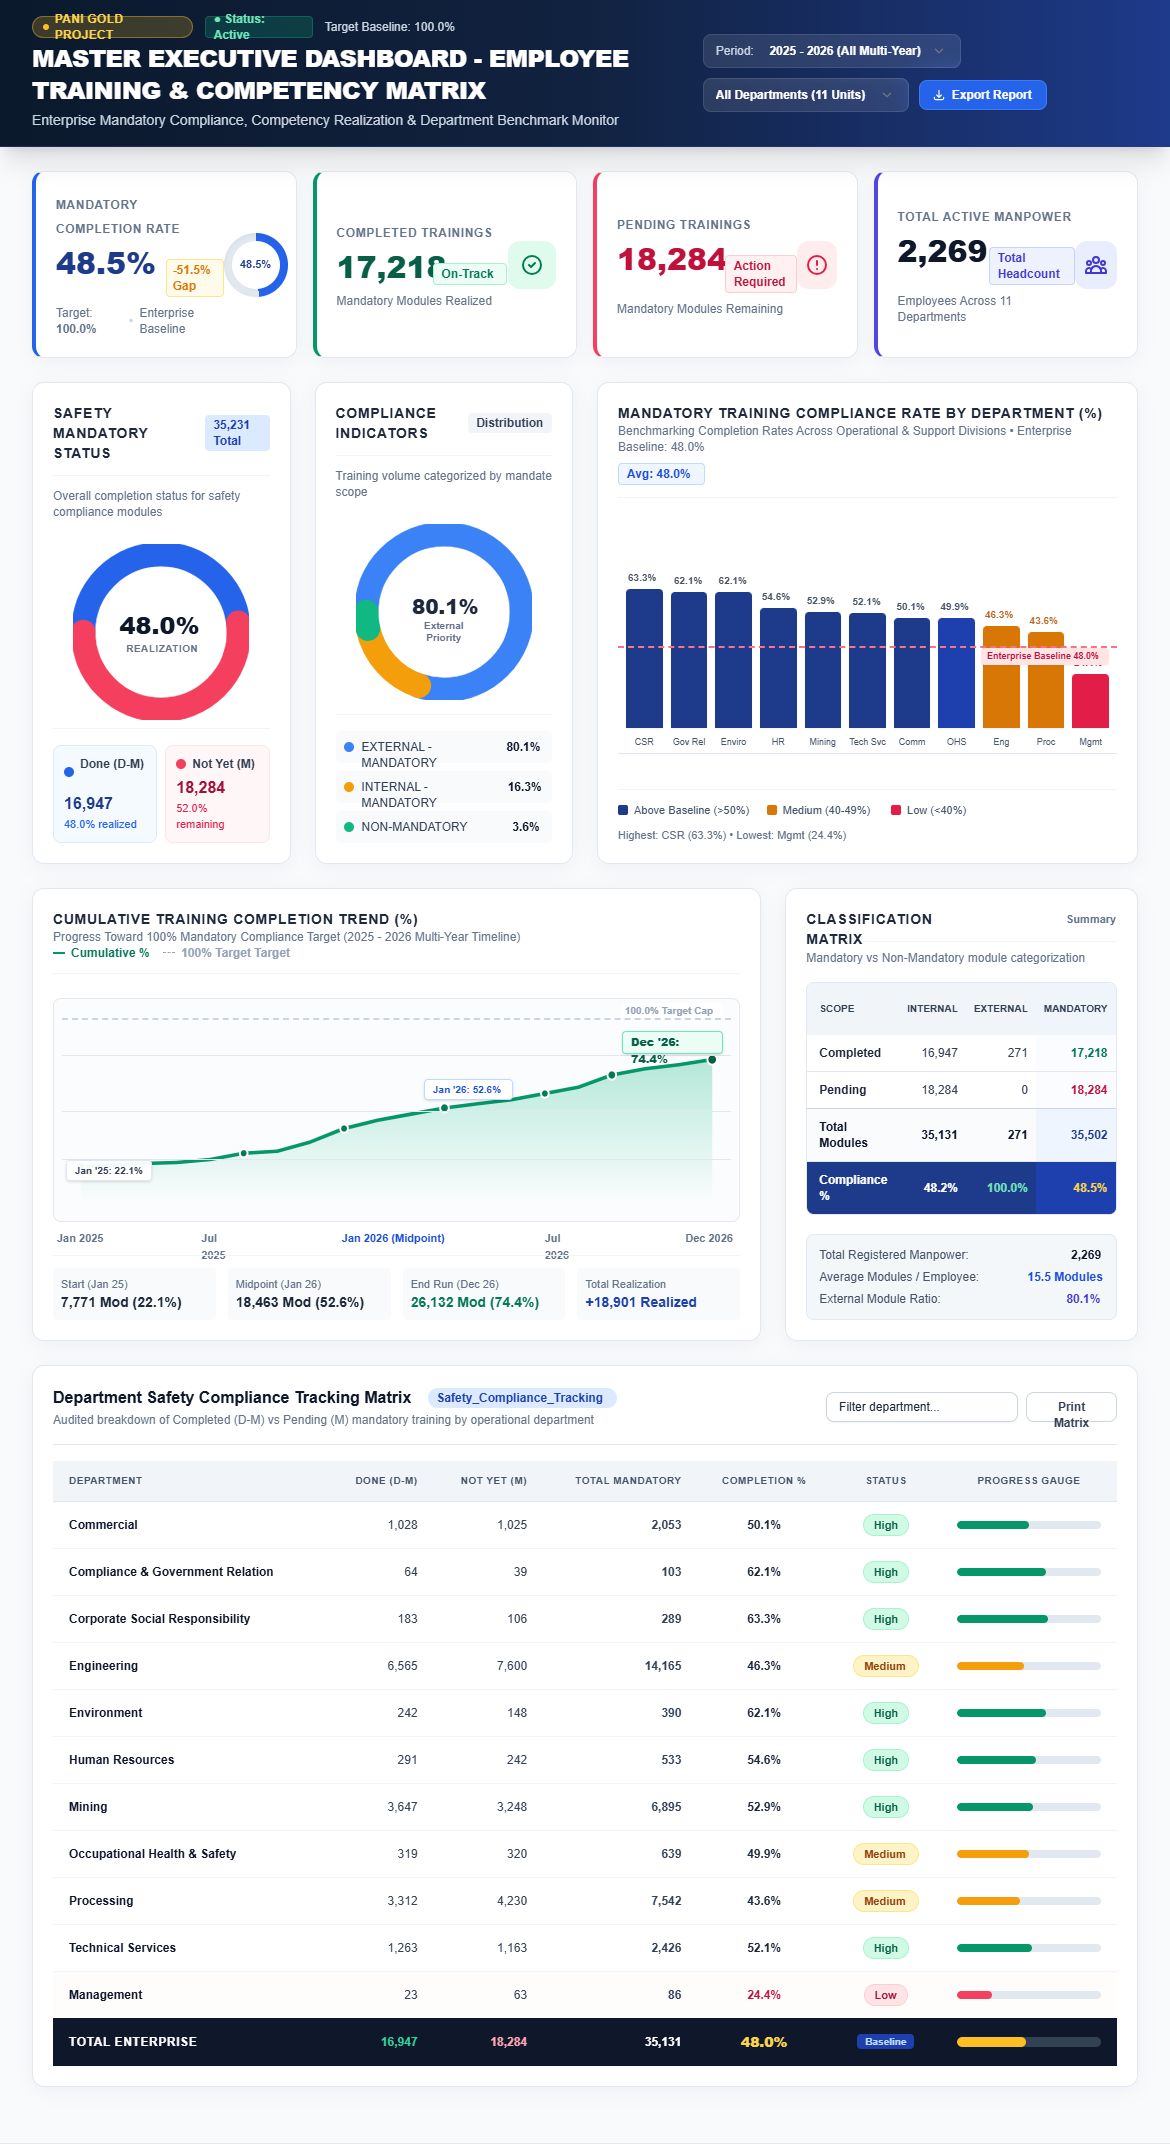 PANI GOLD
PROJECT
● Status:
Active
Target Baseline: 100.0%
MASTER EXECUTIVE DASHBOARD - EMPLOYEE
TRAINING & COMPETENCY MATRIX
Enterprise Mandatory Compliance, Competency Realization & Department Benchmark Monitor
Period: 2025 - 2026 (All Multi-Year)
All Departments (11 Units)
Export Report
MANDATORY
COMPLETION RATE
48.5%
-51.5%
Gap
48.5%
Target:
100.0%
• Enterprise
Baseline
COMPLETED TRAININGS
17,218
On-Track
Mandatory Modules Realized
PENDING TRAININGS
18,284
Action
Required
Mandatory Modules Remaining
TOTAL ACTIVE MANPOWER
2,269
Total
Headcount
Employees Across 11
Departments
SAFETY
MANDATORY
STATUS
35,231
Total
Overall completion status for safety
compliance modules
48.0%
REALIZATION
Done (D-M)
16,947
48.0% realized
Not Yet (M)
18,284
52.0%
remaining
COMPLIANCE
INDICATORS
Distribution
Training volume categorized by mandate
scope
80.1%
External
Priority
EXTERNAL -
MANDATORY
80.1%
INTERNAL -
MANDATORY
16.3%
NON-MANDATORY
3.6%
MANDATORY TRAINING COMPLIANCE RATE BY DEPARTMENT (%)
Benchmarking Completion Rates Across Operational & Support Divisions • Enterprise
Baseline: 48.0%
Avg: 48.0%
63.3% 62.1% 62.1% 54.6% 52.9% 52.1% 50.1% 49.9% 46.3% 43.6%
Enterprise Baseline 48.0%
CSR Gov Rel Enviro HR Mining Tech Svc Comm OHS Eng Proc Mgmt
Above Baseline (>50%) Medium (40-49%) Low (<40%)
Highest: CSR (63.3%) • Lowest: Mgmt (24.4%)
CUMULATIVE TRAINING COMPLETION TREND (%)
Progress Toward 100% Mandatory Compliance Target (2025 - 2026 Multi-Year Timeline)
Cumulative % --- 100% Target Target
100.0% Target Cap
Dec '26:
74.4%
Jan '26: 52.6%
Jan '25: 22.1%
Jan 2025
Jul
2025
Jan 2026 (Midpoint)
Jul
2026
Dec 2026
Start (Jan 25)
7,771 Mod (22.1%)
Midpoint (Jan 26)
18,463 Mod (52.6%)
End Run (Dec 26)
26,132 Mod (74.4%)
Total Realization
+18,901 Realized
CLASSIFICATION
MATRIX
Summary
Mandatory vs Non-Mandatory module categorization
SCOPE INTERNAL EXTERNAL MANDATORY
Completed 16,947 271 17,218
Pending 18,284 0 18,284
Total
Modules
35,131 271 35,502
Compliance
%
48.2% 100.0% 48.5%
Total Registered Manpower: 2,269
Average Modules / Employee: 15.5 Modules
External Module Ratio: 80.1%
Department Safety Compliance Tracking Matrix
Safety_Compliance_Tracking
Audited breakdown of Completed (D-M) vs Pending (M) mandatory training by operational department
Filter department...
Print
Matrix
DEPARTMENT DONE (D-M) NOT YET (M) TOTAL MANDATORY COMPLETION % STATUS PROGRESS GAUGE
Commercial 1,028 1,025 2,053 50.1% High
Compliance & Government Relation 64 39 103 62.1% High
Corporate Social Responsibility 183 106 289 63.3% High
Engineering 6,565 7,600 14,165 46.3% Medium
Environment 242 148 390 62.1% High
Human Resources 291 242 533 54.6% High
Mining 3,647 3,248 6,895 52.9% High
Occupational Health & Safety 319 320 639 49.9% Medium
Processing 3,312 4,230 7,542 43.6% Medium
Technical Services 1,263 1,163 2,426 52.1% High
Management 23 63 86 24.4% Low
TOTAL ENTERPRISE 16,947 18,284 35,131 48.0% Baseline